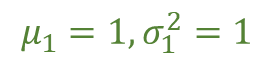 μ₁ = 1, σ₁² = 1